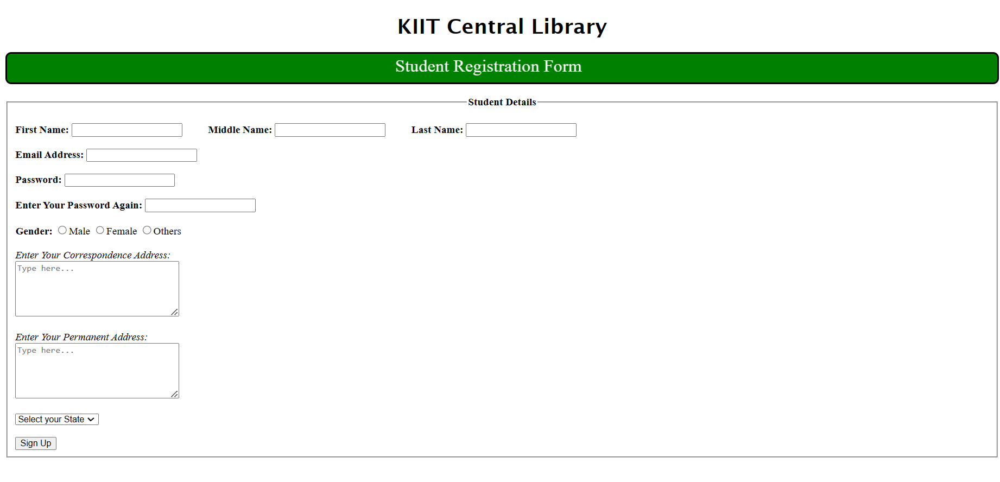 KIIT Central Library
Student Registration Form
Student Details
First Name: Middle Name: Last Name:
Email Address:
Password:
Enter Your Password Again:
Gender: Male Female Others
Enter Your Correspondence Address:
Type here...
Enter Your Permanent Address:
Type here...
Select your State
Sign Up